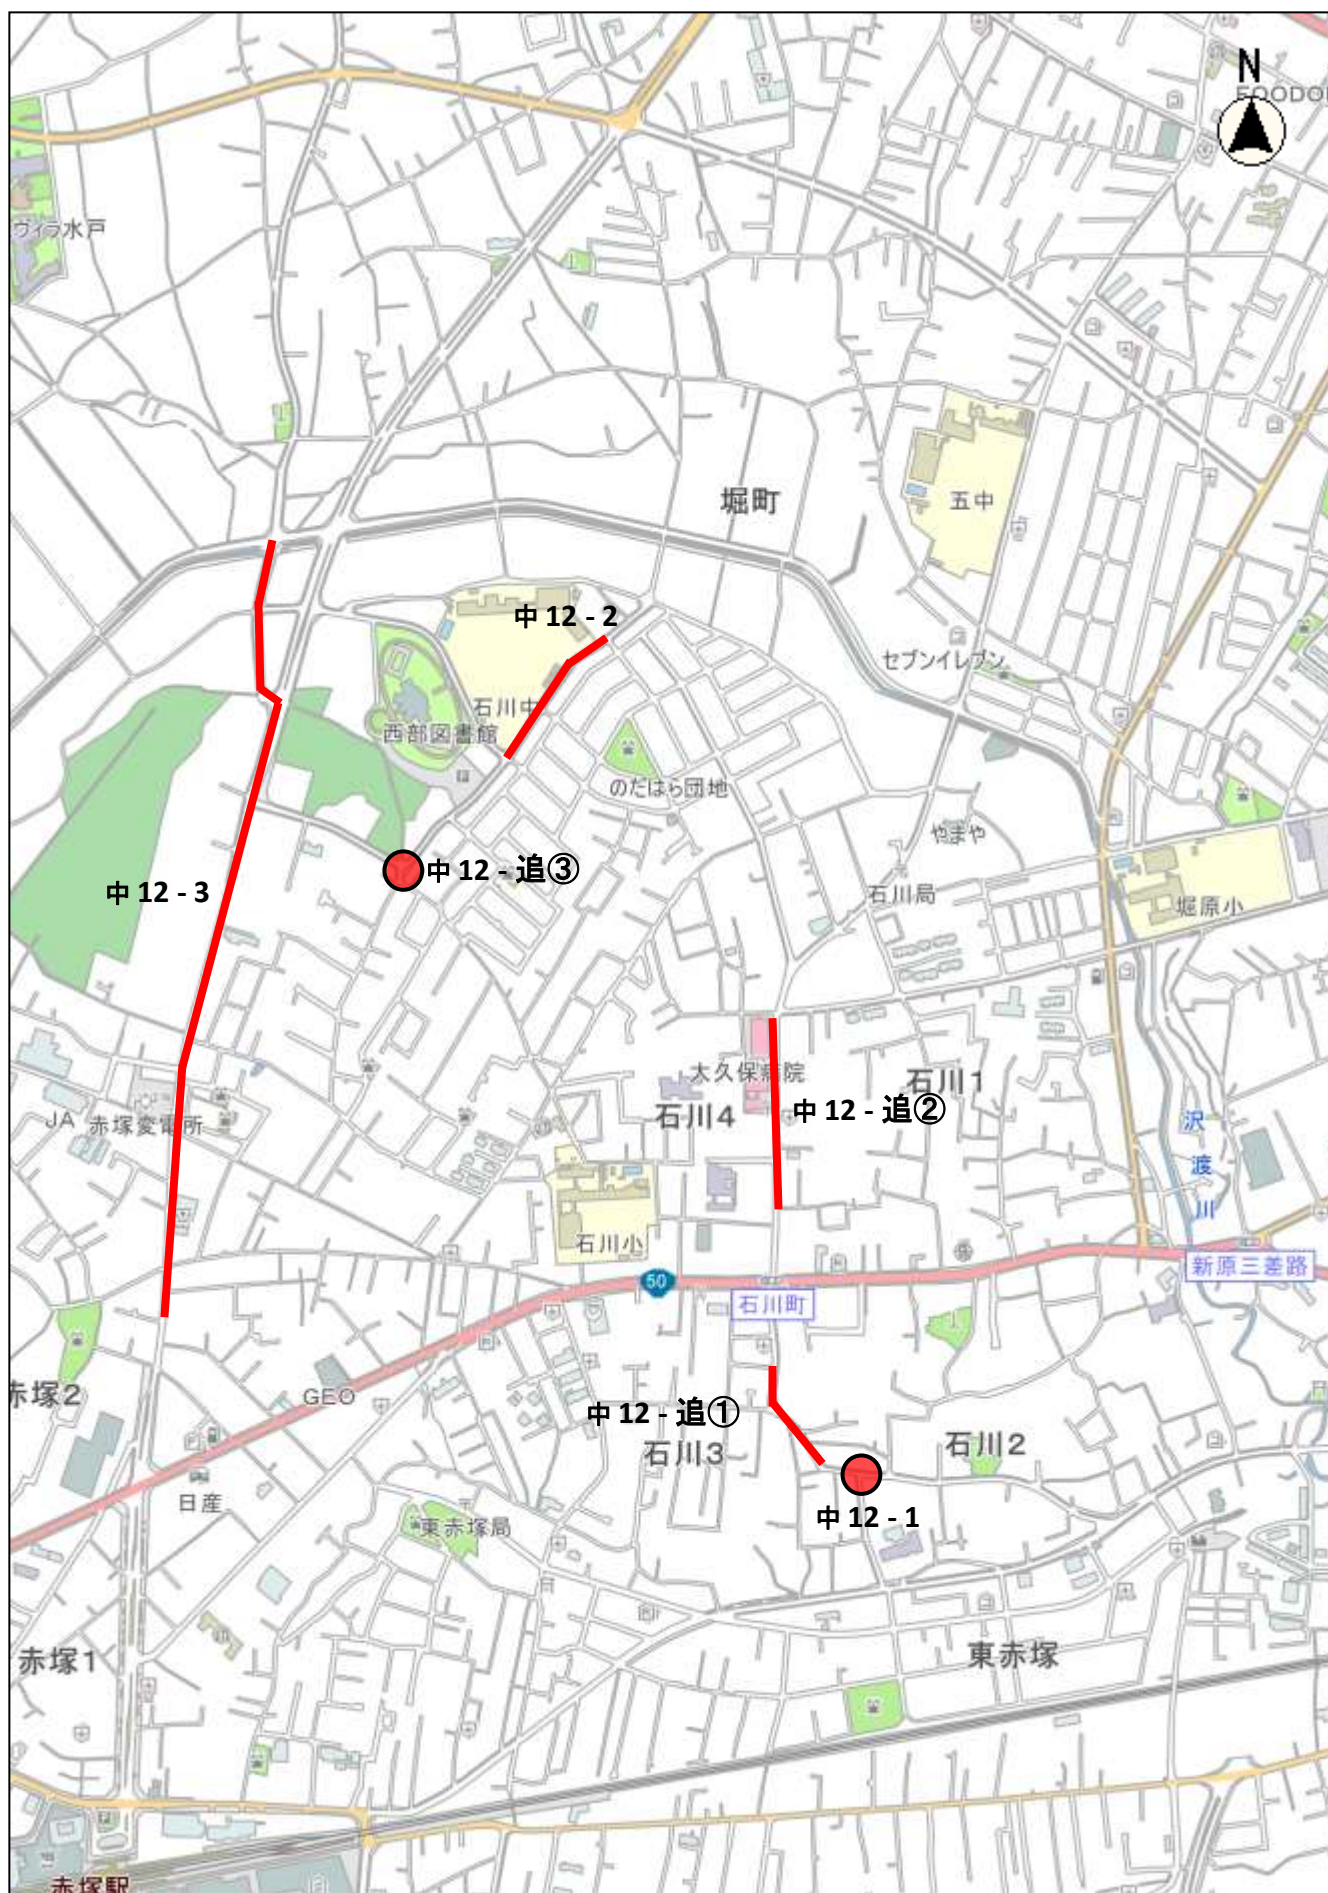 N
FOODO
ヴィラ水戸
堀町
五中
中 12 - 2
セブンイレブン
石川中
西部図書館
のだはら団地
やまや
中 12 - 追③
中 12 - 3
石川局
堀原小
大久保病院
石川1
石川4
中 12 - 追②
JA
赤塚変電所
沢渡川
石川小
新原三差路
50
石川町
赤塚2
GEO
中 12 - 追①
石川3
石川2
日産
中 12 - 1
東赤塚局
赤塚1
東赤塚
赤塚駅